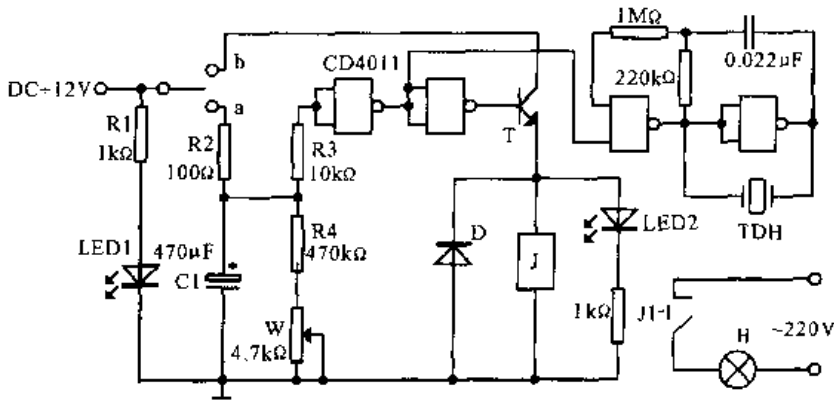 1MΩ
b
CD4011
0.022μF
DC+12V
220kΩ
a
R1
1kΩ
R2
100Ω
R3
10kΩ
T
TDH
R4
470kΩ
D
LED2
LED1
470μF
C1
+
J
W
4.7kΩ
1kΩ
J1-1
~220V
H